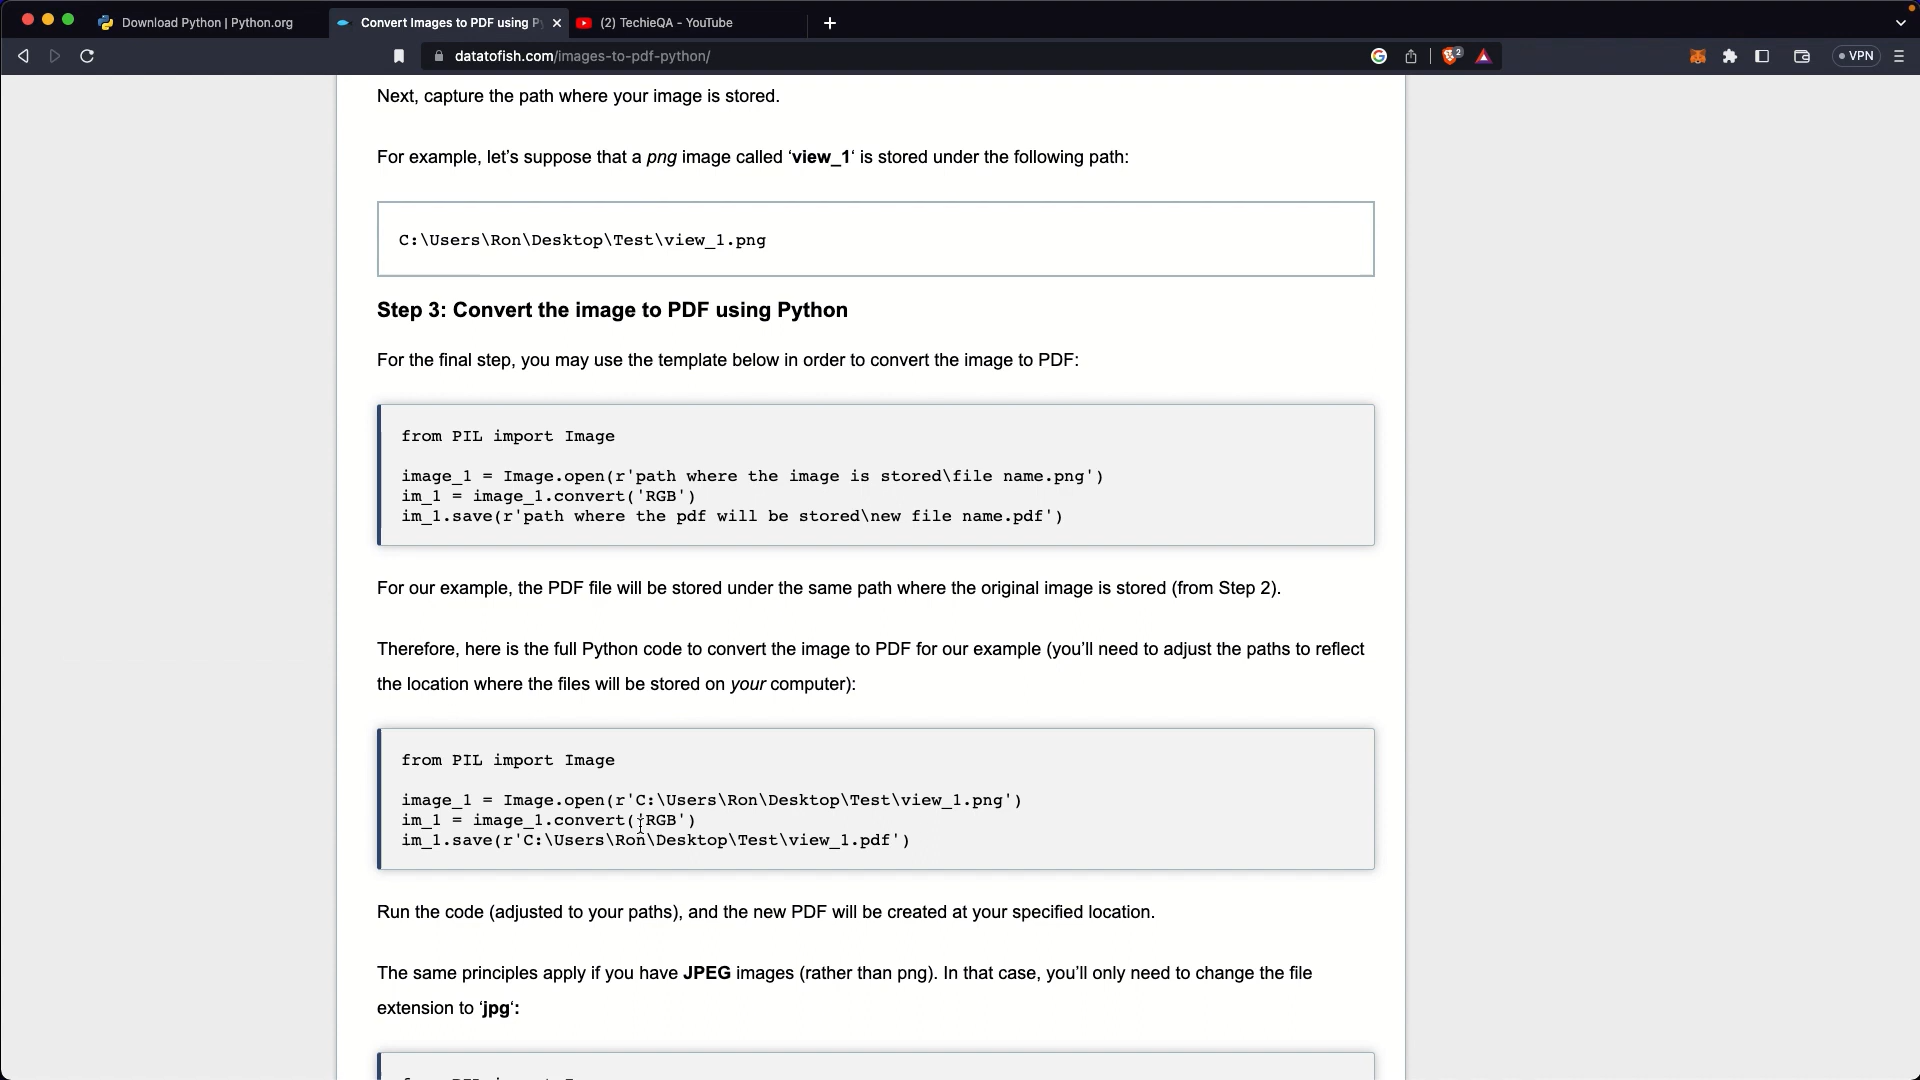 Download Python | Python.org
Convert Images to PDF using P
(2) TechieQA - YouTube
datatofish.com/images-to-pdf-python/
2
VPN
Next, capture the path where your image is stored.
For example, let’s suppose that a png image called ‘view_1‘ is stored under the following path:
C:\Users\Ron\Desktop\Test\view_1.png
Step 3: Convert the image to PDF using Python
For the final step, you may use the template below in order to convert the image to PDF:
from PIL import Image
image_1 = Image.open(r'path where the image is stored\file name.png')
im_1 = image_1.convert('RGB')
im_1.save(r'path where the pdf will be stored\new file name.pdf')
For our example, the PDF file will be stored under the same path where the original image is stored (from Step 2).
Therefore, here is the full Python code to convert the image to PDF for our example (you’ll need to adjust the paths to reflect
the location where the files will be stored on your computer):
from PIL import Image
image_1 = Image.open(r'C:\Users\Ron\Desktop\Test\view_1.png')
im_1 = image_1.convert('RGB')
im_1.save(r'C:\Users\Ron\Desktop\Test\view_1.pdf')
Run the code (adjusted to your paths), and the new PDF will be created at your specified location.
The same principles apply if you have JPEG images (rather than png). In that case, you’ll only need to change the file
extension to ‘jpg‘: